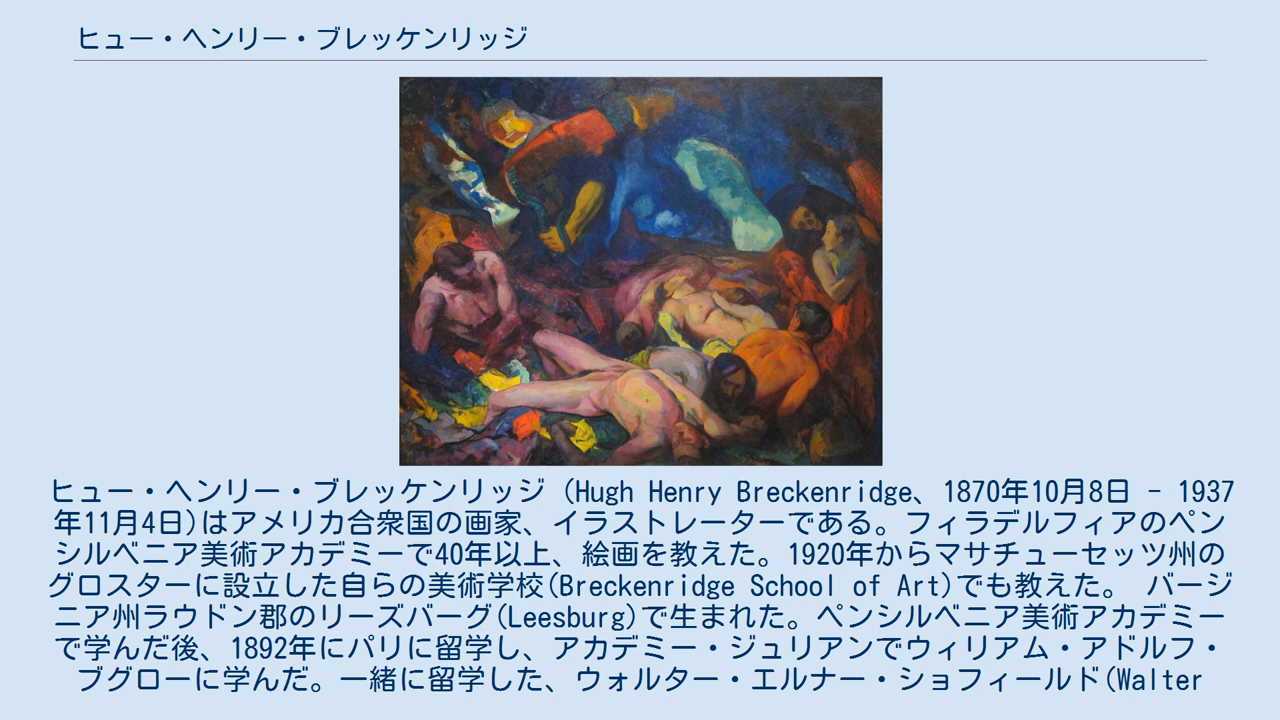 ヒュー・ヘンリー・ブレッケンリッジ
ヒュー・ヘンリー・ブレッケンリッジ (Hugh Henry Breckenridge、1870年10月8日 - 1937
年11月4日)はアメリカ合衆国の画家、イラストレーターである。フィラデルフィアのペン
シルベニア美術アカデミーで40年以上、絵画を教えた。1920年からマサチューセッツ州の
グロスターに設立した自らの美術学校(Breckenridge School of Art)でも教えた。 バージ
ニア州ラウドン郡のリーズバーグ(Leesburg)で生まれた。ペンシルベニア美術アカデミー
で学んだ後、1892年にパリに留学し、アカデミー・ジュリアンでウィリアム・アドルフ・
ブグローに学んだ。一緒に留学した、ウォルター・エルナー・ショフィールド(Walter